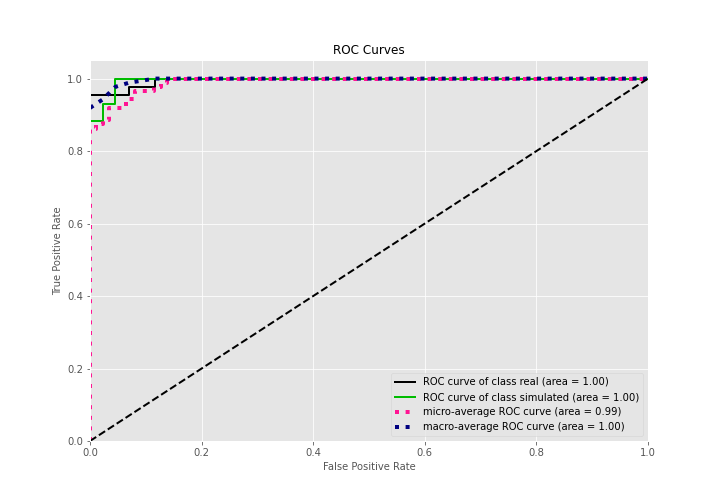 ROC Curves
True Positive Rate
1.0
0.8
0.6
0.4
0.2
0.0
0.0 0.2 0.4 0.6 0.8 1.0
False Positive Rate
ROC curve of class real (area = 1.00)
ROC curve of class simulated (area = 1.00)
micro-average ROC curve (area = 0.99)
macro-average ROC curve (area = 1.00)